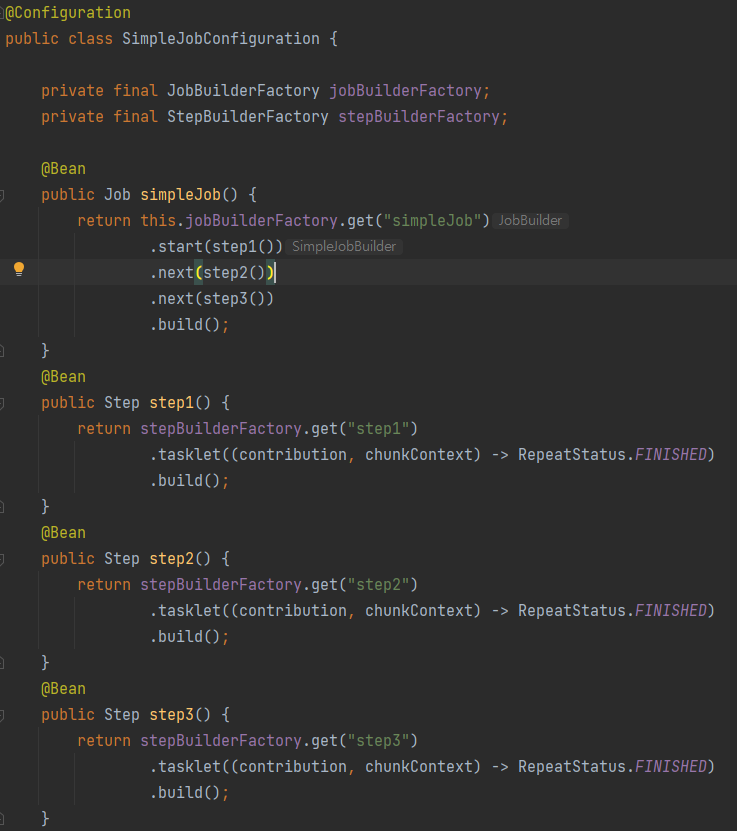 @Configuration
public class SimpleJobConfiguration {
private final JobBuilderFactory jobBuilderFactory;
private final StepBuilderFactory stepBuilderFactory;
@Bean
public Job simpleJob() {
return this.jobBuilderFactory.get("simpleJob") JobBuilder
.start(step1()) SimpleJobBuilder
.next(step2())
.next(step3())
.build();
}
@Bean
public Step step1() {
return stepBuilderFactory.get("step1")
.tasklet((contribution, chunkContext) -> RepeatStatus.FINISHED)
.build();
}
@Bean
public Step step2() {
return stepBuilderFactory.get("step2")
.tasklet((contribution, chunkContext) -> RepeatStatus.FINISHED)
.build();
}
@Bean
public Step step3() {
return stepBuilderFactory.get("step3")
.tasklet((contribution, chunkContext) -> RepeatStatus.FINISHED)
.build();
}